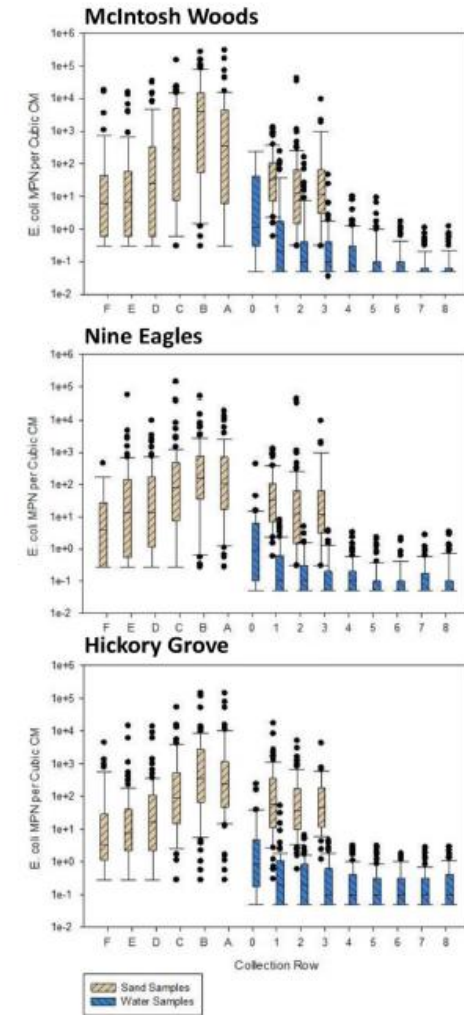 McIntosh Woods
E. coli MPN per Cubic CM
1e+6
1e+5
1e+4
1e+3
1e+2
1e+1
1e+0
1e-1
1e-2
F E D C B A 0 1 2 3 4 5 6 7 8
Nine Eagles
E. coli MPN per Cubic CM
1e+6
1e+5
1e+4
1e+3
1e+2
1e+1
1e+0
1e-1
1e-2
F E D C B A 0 1 2 3 4 5 6 7 8
Hickory Grove
E. coli MPN per Cubic CM
1e+6
1e+5
1e+4
1e+3
1e+2
1e+1
1e+0
1e-1
1e-2
F E D C B A 0 1 2 3 4 5 6 7 8
Collection Row
Sand Samples
Water Samples